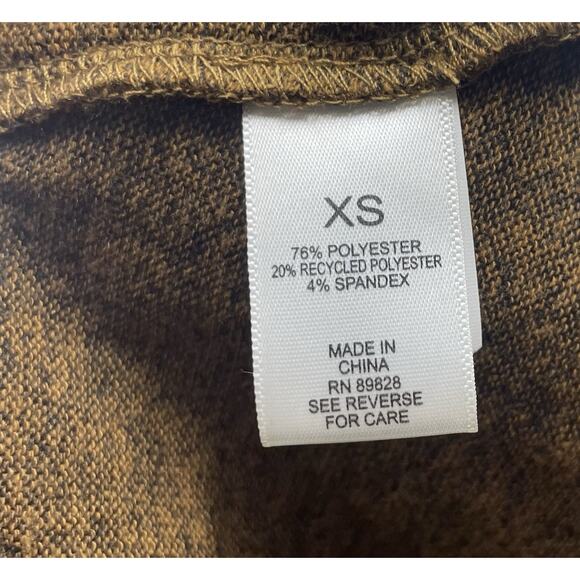 XS
76% POLYESTER
20% RECYCLED POLYESTER
4% SPANDEX
MADE IN
CHINA
RN 89828
SEE REVERSE
FOR CARE